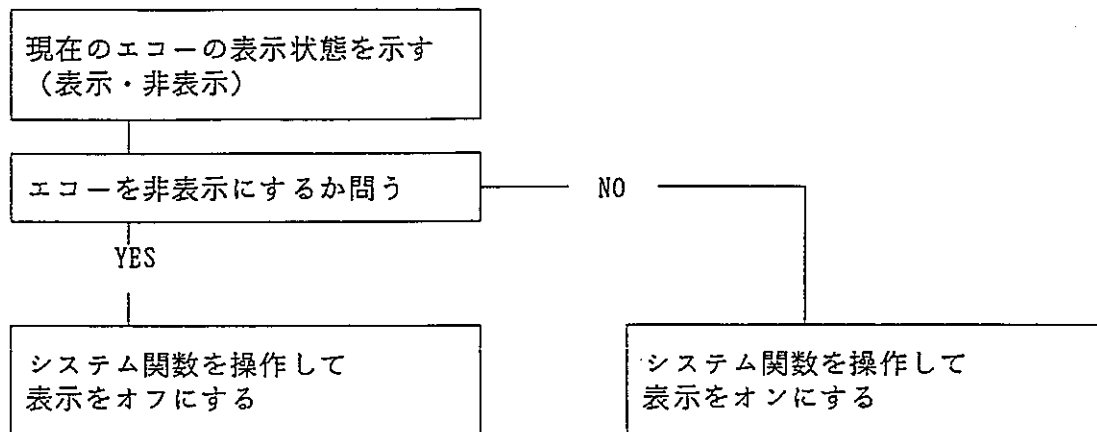 現在のエコーの表示状態を示す
（表示・非表示）
エコーを非表示にするか問う
NO
YES
システム関数を操作して
表示をオフにする
システム関数を操作して
表示をオンにする